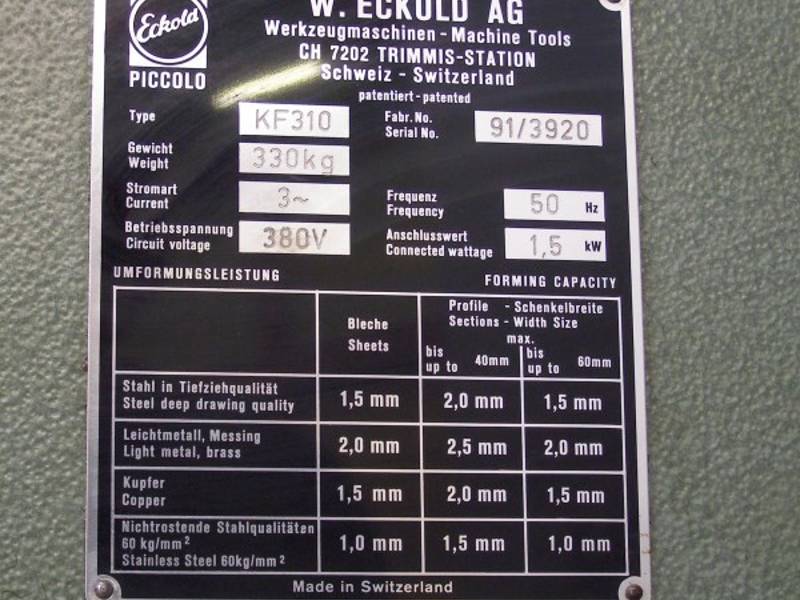 Eckold
PICCOLO
W. ECKOLD AG
Werkzeugmaschinen - Machine Tools
CH 7202 TRIMMIS-STATION
Schweiz - Switzerland
patentiert - patented
Type KF310
Fabr. No.
Serial No. 91/3920
Gewicht
Weight 330kg
Stromart
Current 3~
Frequenz
Frequency 50 Hz
Betriebsspannung
Circuit voltage 380V
Anschlusswert
Connected wattage 1,5 kW
UMFORMUNGSLEISTUNG FORMING CAPACITY
Bleche
Sheets
Profile - Schenkelbreite
Sections - Width Size
max.
bis
up to 40mm
bis
up to 60mm
Stahl in Tiefziehqualität
Steel deep drawing quality
1,5 mm 2,0 mm 1,5 mm
Leichtmetall, Messing
Light metal, brass
2,0 mm 2,5 mm 2,0 mm
Kupfer
Copper
1,5 mm 2,0 mm 1,5 mm
Nichtrostende Stahlqualitäten
60 kg/mm²
Stainless Steel 60kg/mm²
1,0 mm 1,5 mm 1,0 mm
Made in Switzerland